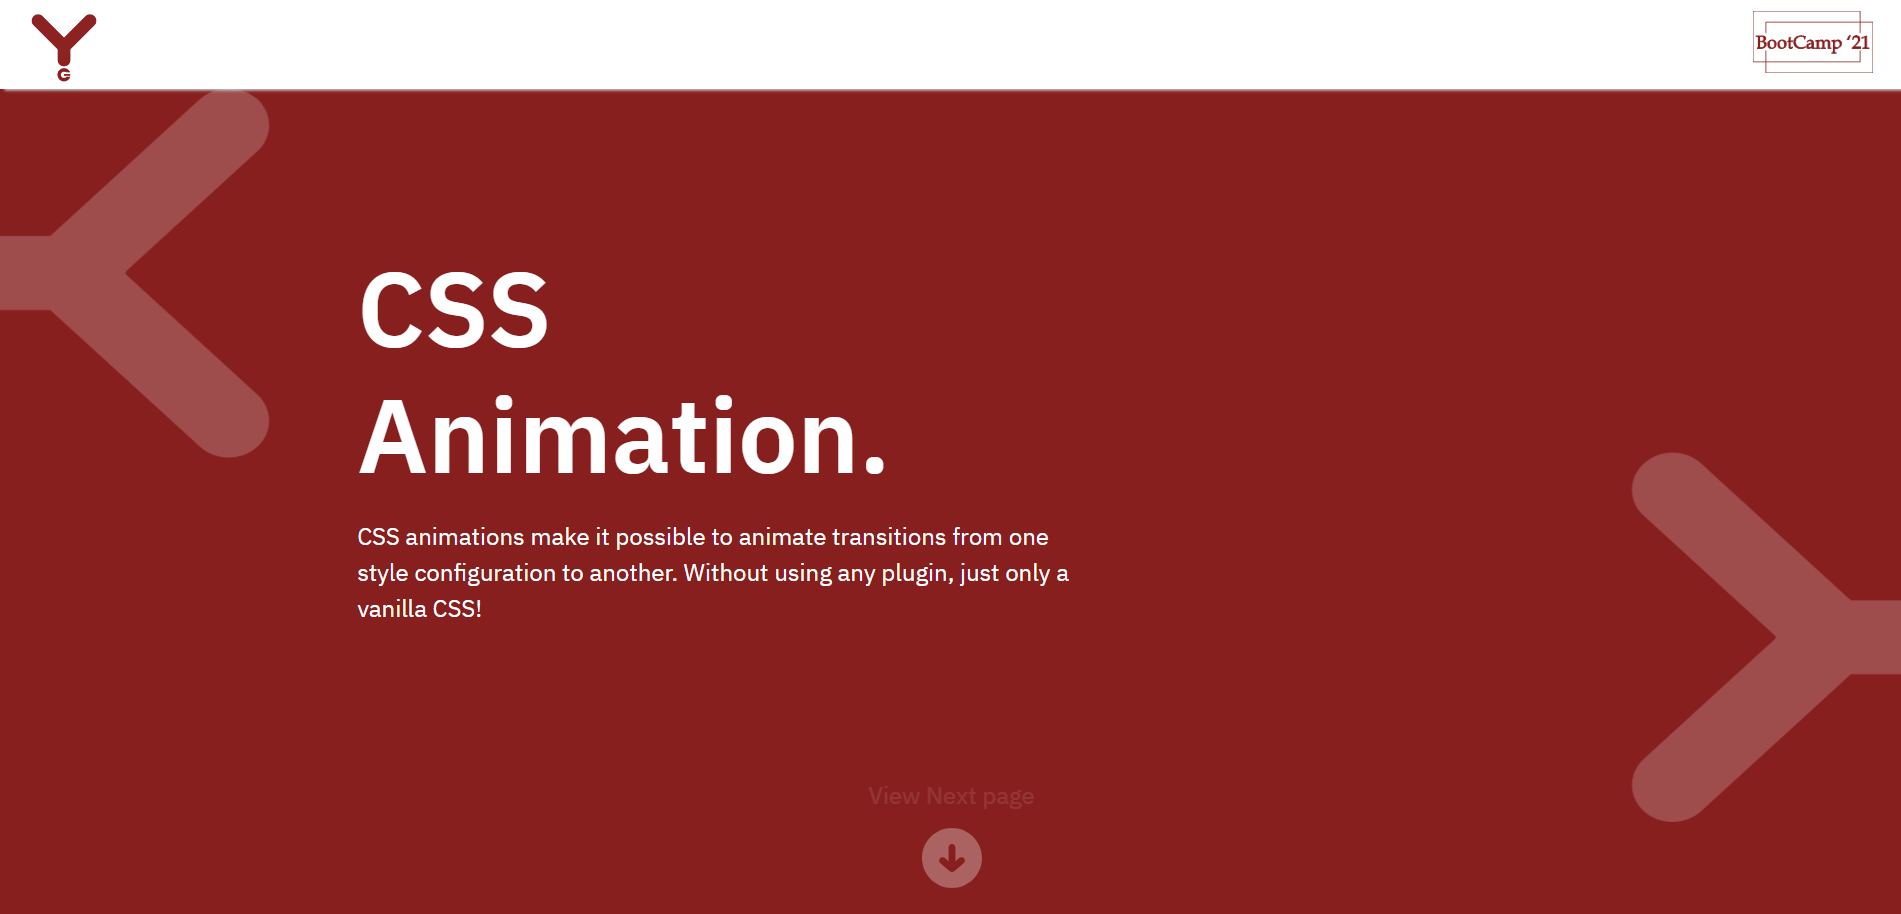 G
BootCamp ‘21
CSS
Animation.
CSS animations make it possible to animate transitions from one
style configuration to another. Without using any plugin, just only a
vanilla CSS!
View Next page